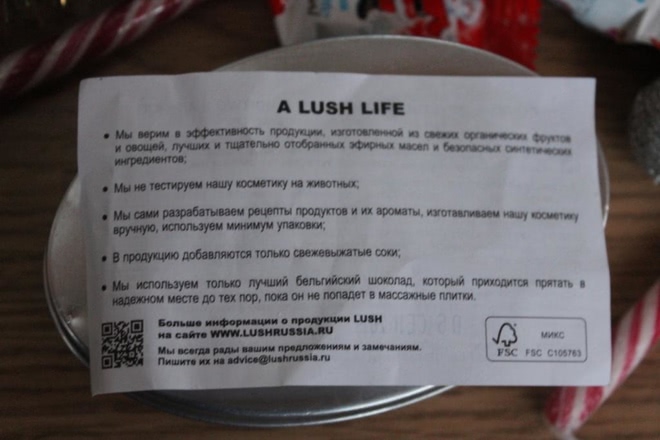 A LUSH LIFE
• Мы верим в эффективность продукции, изготовленной из свежих органических фруктов
и овощей, лучших и тщательно отобранных эфирных масел и безопасных синтетических
ингредиентов;
• Мы не тестируем нашу косметику на животных;
• Мы сами разрабатываем рецепты продуктов и их ароматы, изготавливаем нашу косметику
вручную, используем минимум упаковки;
• В продукцию добавляются только свежевыжатые соки;
• Мы используем только лучший бельгийский шоколад, который приходится прятать в
надежном месте до тех пор, пока он не попадет в массажные плитки.
Больше информации о продукции LUSH
на сайте WWW.LUSHRUSSIA.RU
Мы всегда рады вашим предложениям и замечаниям.
Пишите их на advice@lushrussia.ru
FSC
МИКС
FSC C105763